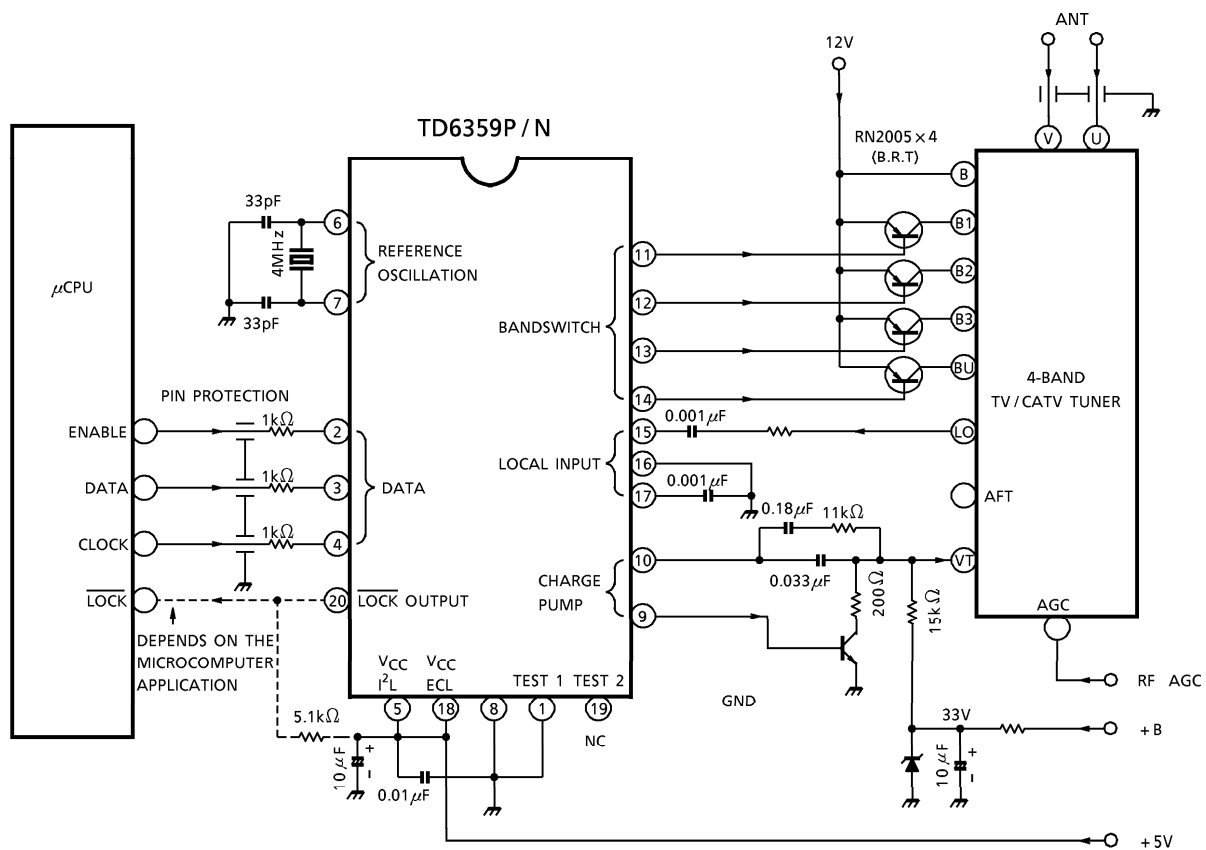 ANT
12V
TD6359P/N
RN2005×4
(B.R.T)
V
U
B
33pF
6
B1
4MHz
REFERENCE
OSCILLATION
11
B2
μCPU
7
33pF
12
BANDSWITCH
B3
13
BU
4-BAND
TV/CATV TUNER
PIN PROTECTION
14
0.001μF
ENABLE
1kΩ
2
15
LO
LOCAL INPUT
16
DATA
1kΩ
3
DATA
17
0.001μF
AFT
0.18μF
11kΩ
CLOCK
1kΩ
4
10
VT
0.033μF
200Ω
15kΩ
CHARGE
PUMP
LOCK
20
LOCK OUTPUT
9
AGC
DEPENDS ON THE
MICROCOMPUTER
APPLICATION
VCC
I²L
VCC
ECL
TEST 1
TEST 2
RF AGC
5
18
8
1
19
GND
NC
5.1kΩ
33V
+B
10μF
+
−
0.01μF
10μF
+
−
+5V